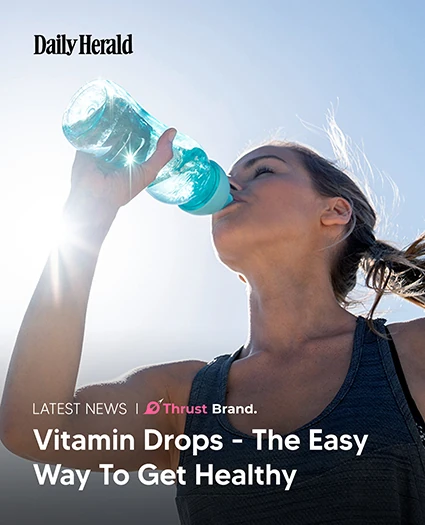 Daily Herald
LATEST NEWS | Thrust Brand.
Vitamin Drops - The Easy
Way To Get Healthy